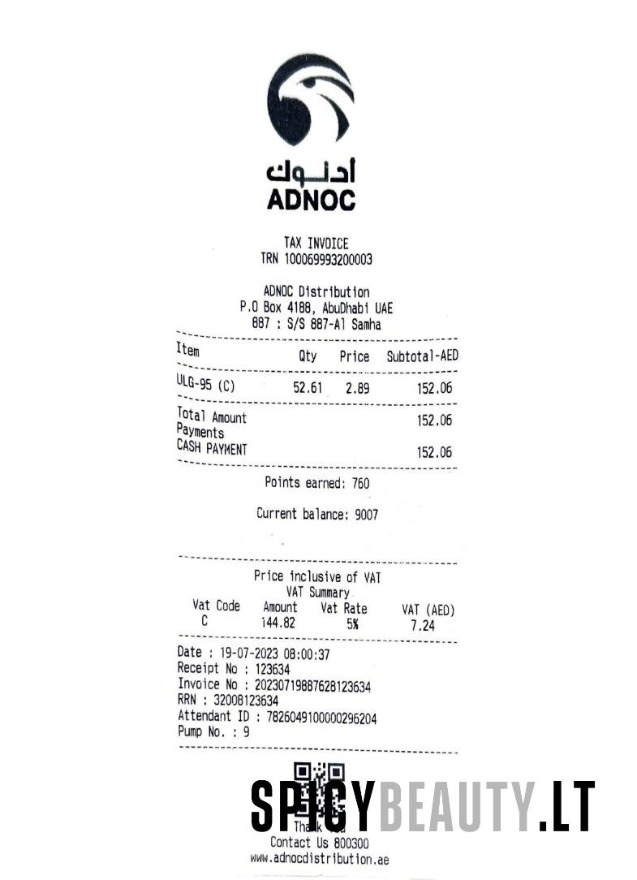 أدنوك
ADNOC
TAX INVOICE
TRN 100069993200003
ADNOC Distribution
P.O Box 4188, AbuDhabi UAE
887 : S/S 887-Al Samha
Item Qty Price Subtotal-AED
ULG-95 (C) 52.61 2.89 152.06
Total Amount 152.06
Payments
CASH PAYMENT 152.06
Points earned: 760
Current balance: 9007
Price inclusive of VAT
VAT Summary
Vat Code Amount Vat Rate VAT (AED)
C 144.82 5% 7.24
Date : 19-07-2023 08:00:37
Receipt No : 123634
Invoice No : 20230719887628123634
RRN : 32008123634
Attendant ID : 7826049100000296204
Pump No. : 9
SPICYBEAUTY.LT
Thank You
Contact Us 800300
www.adnocdistribution.ae